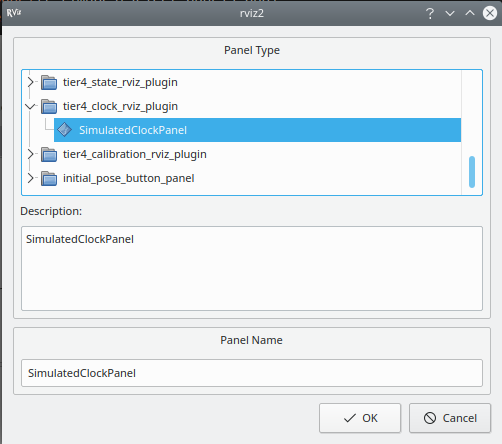 RViz
rviz2
Panel Type
tier4_state_rviz_plugin
tier4_clock_rviz_plugin
SimulatedClockPanel
tier4_calibration_rviz_plugin
initial_pose_button_panel
Description:
SimulatedClockPanel
Panel Name
SimulatedClockPanel
OK
Cancel